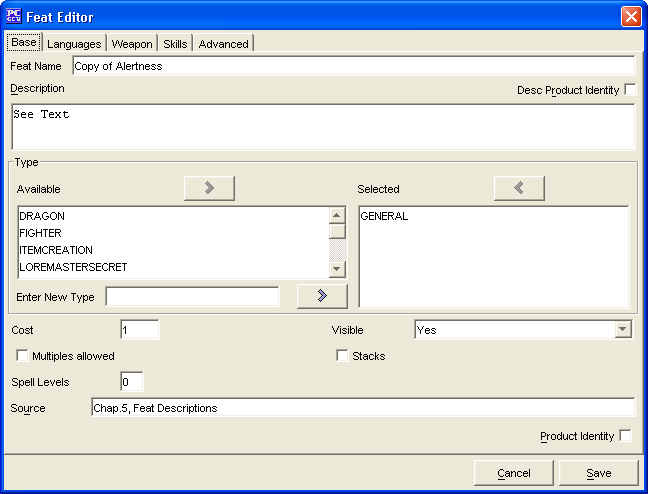 PC GEN Feat Editor
Base Languages Weapon Skills Advanced
Feat Name Copy of Alertness
Description Desc Product Identity
See Text
Type
Available Selected
DRAGON GENERAL
FIGHTER
ITEMCREATION
LOREMASTERSECRET
Enter New Type
Cost 1 Visible Yes
Multiples allowed Stacks
Spell Levels 0
Source Chap.5, Feat Descriptions
Product Identity
Cancel Save